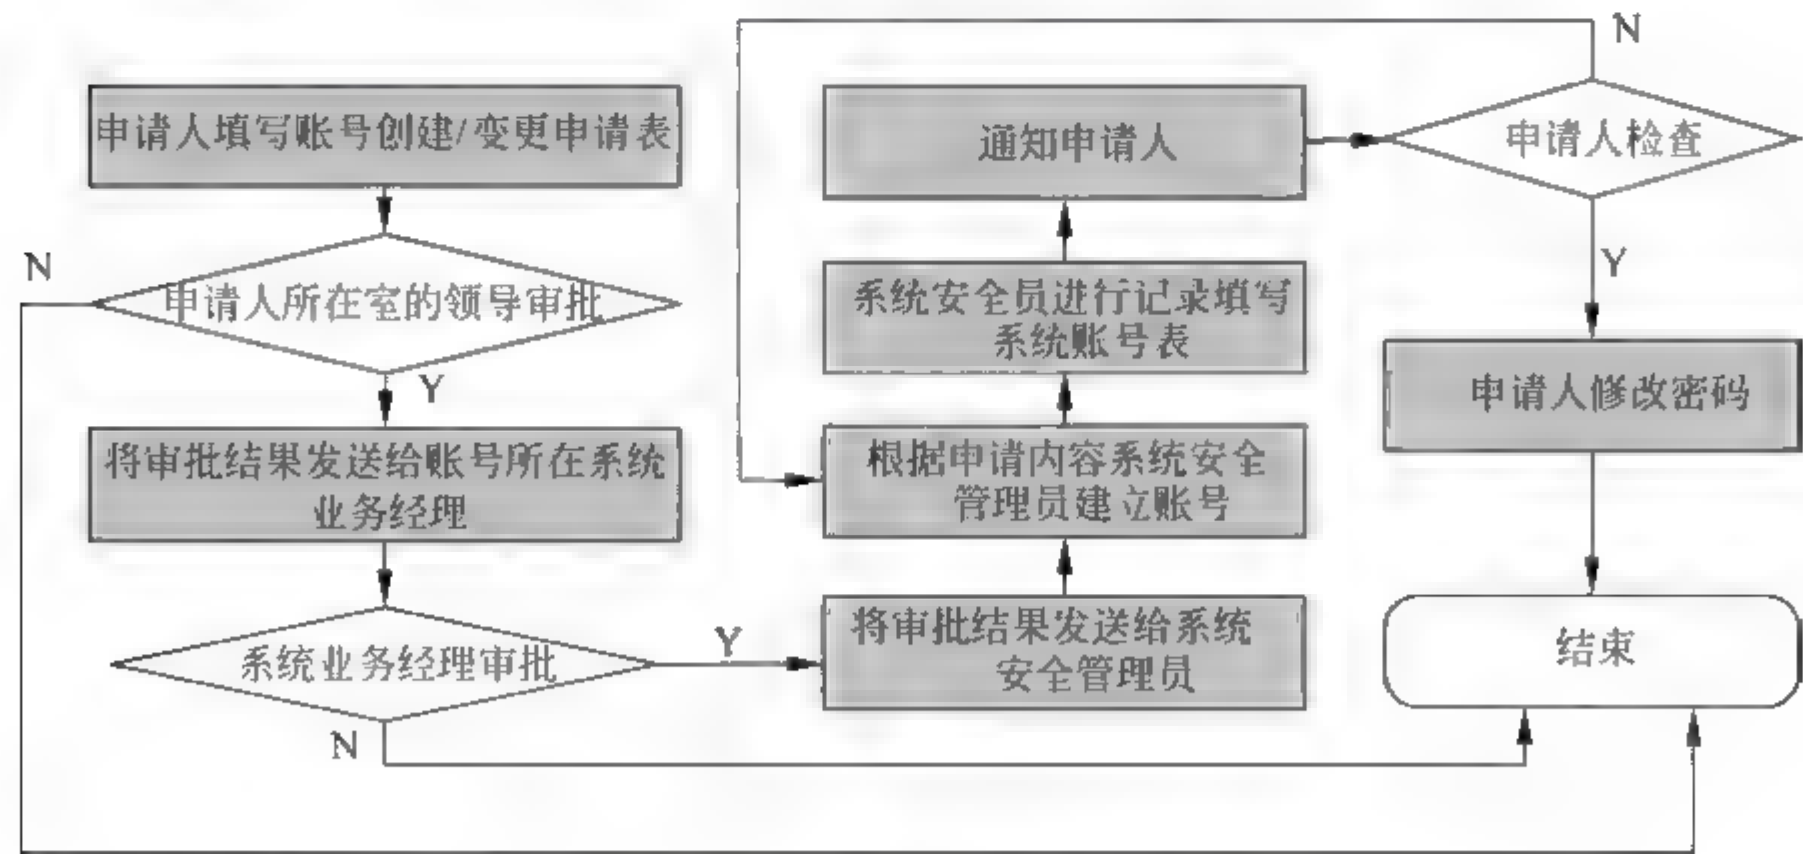 申请人填写账号创建/变更申请表
N
申请人所在室的领导审批
Y
将审批结果发送给账号所在系统
业务经理
系统业务经理审批
Y
N
将审批结果发送给系统
安全管理员
根据申请内容系统安全
管理员建立账号
系统安全员进行记录填写
系统账号表
通知申请人
N
申请人检查
Y
申请人修改密码
结束